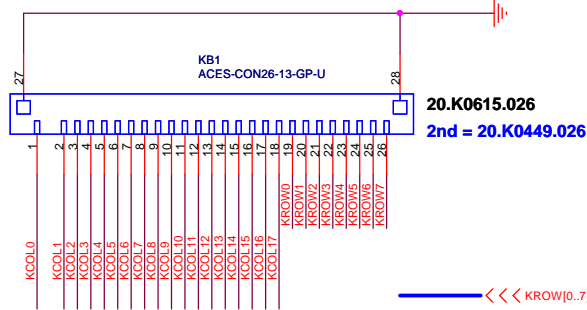 KB1
ACES-CON26-13-GP-U
27
28
20.K0615.026
2nd = 20.K0449.026
1
2
3
4
5
6
7
8
9
10
11
12
13
14
15
16
17
18
19
20
21
22
23
24
25
26
KCOL0
KCOL1
KCOL2
KCOL3
KCOL4
KCOL5
KCOL6
KCOL7
KCOL8
KCOL9
KCOL10
KCOL11
KCOL12
KCOL13
KCOL14
KCOL15
KCOL16
KCOL17
KROW0
KROW1
KROW2
KROW3
KROW4
KROW5
KROW6
KROW7
KROW[0..7